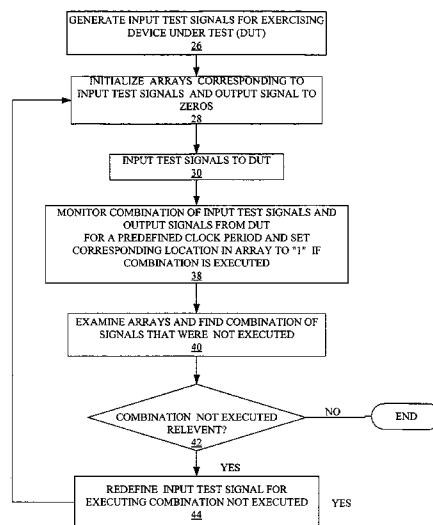 GENERATE INPUT TEST SIGNALS FOR EXERCISING
DEVICE UNDER TEST (DUT)
26
INITIALIZE ARRAYS CORRESPONDING TO
INPUT TEST SIGNALS AND OUTPUT SIGNAL TO
ZEROS
28
INPUT TEST SIGNALS TO DUT
30
MONITOR COMBINATION OF INPUT TEST SIGNALS AND
OUTPUT SIGNALS FROM DUT
FOR A PREDEFINED CLOCK PERIOD AND SET
CORRESPONDING LOCATION IN ARRAY TO "1" IF
COMBINATION IS EXECUTED
38
EXAMINE ARRAYS AND FIND COMBINATION OF
SIGNALS THAT WERE NOT EXECUTED
40
COMBINATION NOT EXECUTED
RELEVENT?
42
NO
END
YES
REDEFINE INPUT TEST SIGNAL FOR
EXECUTING COMBINATION NOT EXECUTED
44
YES